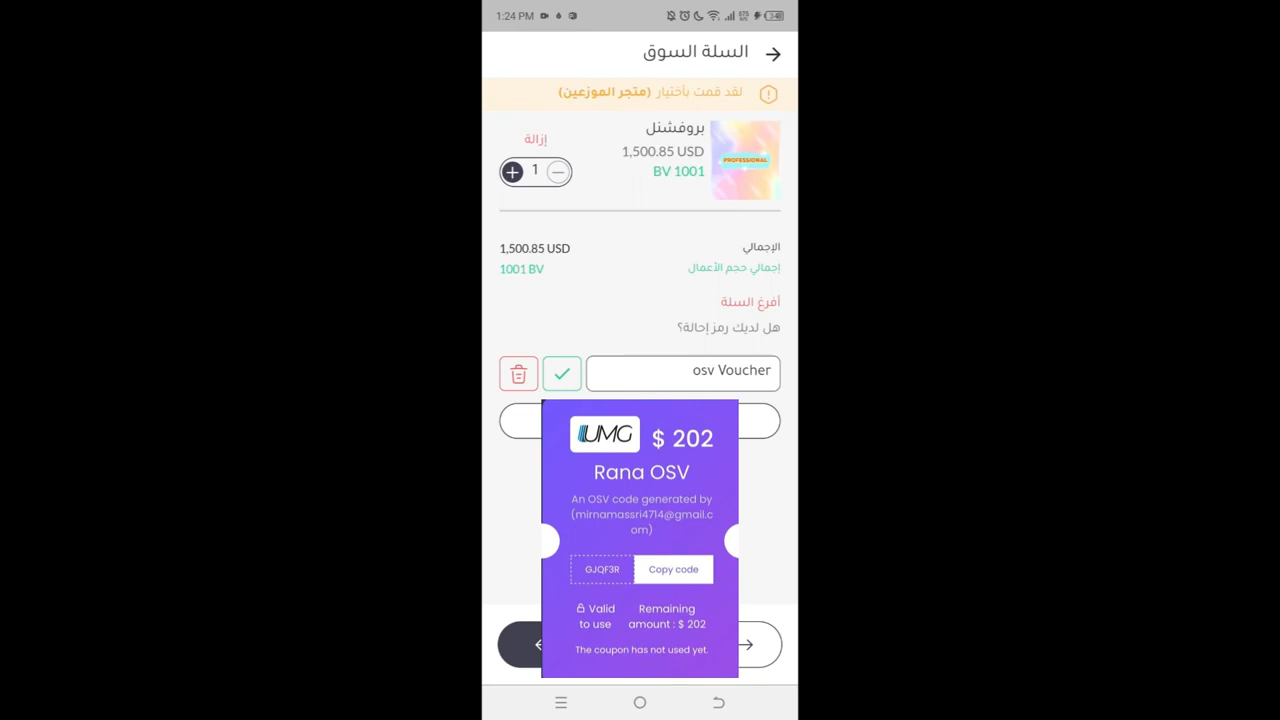 1:24 PM
السلة السوق
لقد قمت بأختيار (متجر الموزعين)
بروفشنل
إزالة
1,500.85 USD
BV 1001
1
PROFESSIONAL
الإجمالي
1,500.85 USD
إجمالي حجم الأعمال
1001 BV
أفرغ السلة
هل لديك رمز إحالة؟
osv Voucher
UMG
$ 202
Rana OSV
An OSV code generated by
(mirnamassri4714@gmail.c
om)
GJQF3R
Copy code
Valid
to use
Remaining
amount : $ 202
The coupon has not used yet.